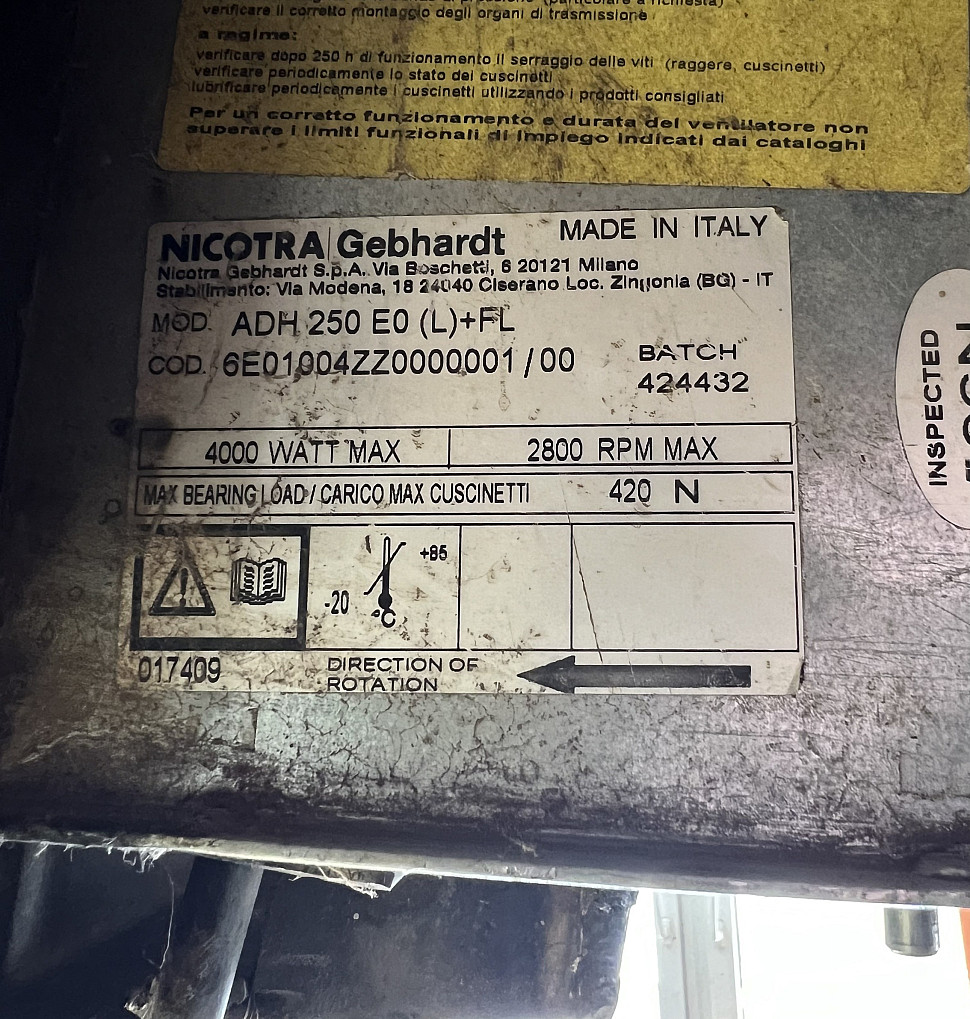 verificare il corretto montaggio degli organi di trasmissione
a regime:
verificare dopo 250 h di funzionamento il serraggio delle viti (raggere, cuscinetti)
verificare periodicamente lo stato dei cuscinetti
lubrificare periodicamente i cuscinetti utilizzando i prodotti consigliati
Per un corretto funzionamento e durata del ventilatore non
superare i limiti funzionali di impiego indicati dai cataloghi
NICOTRA|Gebhardt MADE IN ITALY
Nicotra Gebhardt S.p.A. Via Boschetti, 6 20121 Milano
Stabilimento: Via Modena, 18 24040 Ciserano Loc. Zingonia (BG) - IT
MOD. ADH 250 E0 (L)+FL
COD. 6E01004ZZ0000001/00
BATCH
424432
4000 WATT MAX 2800 RPM MAX
MAX BEARING LOAD/CARICO MAX CUSCINETTI 420 N
+85
-20
°C
017409
DIRECTION OF
ROTATION
INSPECTED